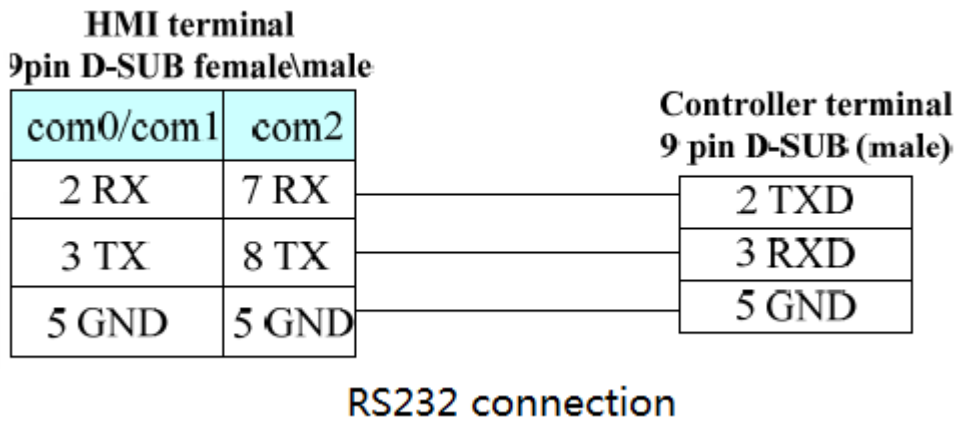 HMI terminal
9pin D-SUB female\male
com0/com1 com2
2 RX 7 RX
3 TX 8 TX
5 GND 5 GND
Controller terminal
9 pin D-SUB (male)
2 TXD
3 RXD
5 GND
RS232 connection